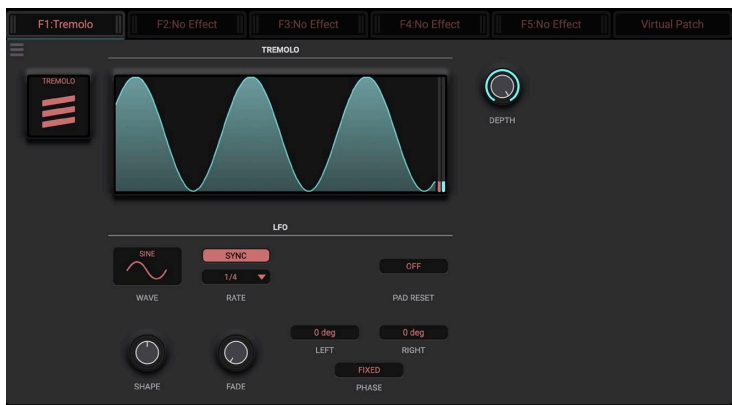 F1:Tremolo
F2:No Effect
F3:No Effect
F4:No Effect
F5:No Effect
Virtual Patch
TREMOLO
TREMOLO
DEPTH
LFO
SINE
SYNC
1/4
OFF
WAVE
RATE
PAD RESET
0 deg
0 deg
LEFT
RIGHT
FIXED
SHAPE
FADE
PHASE